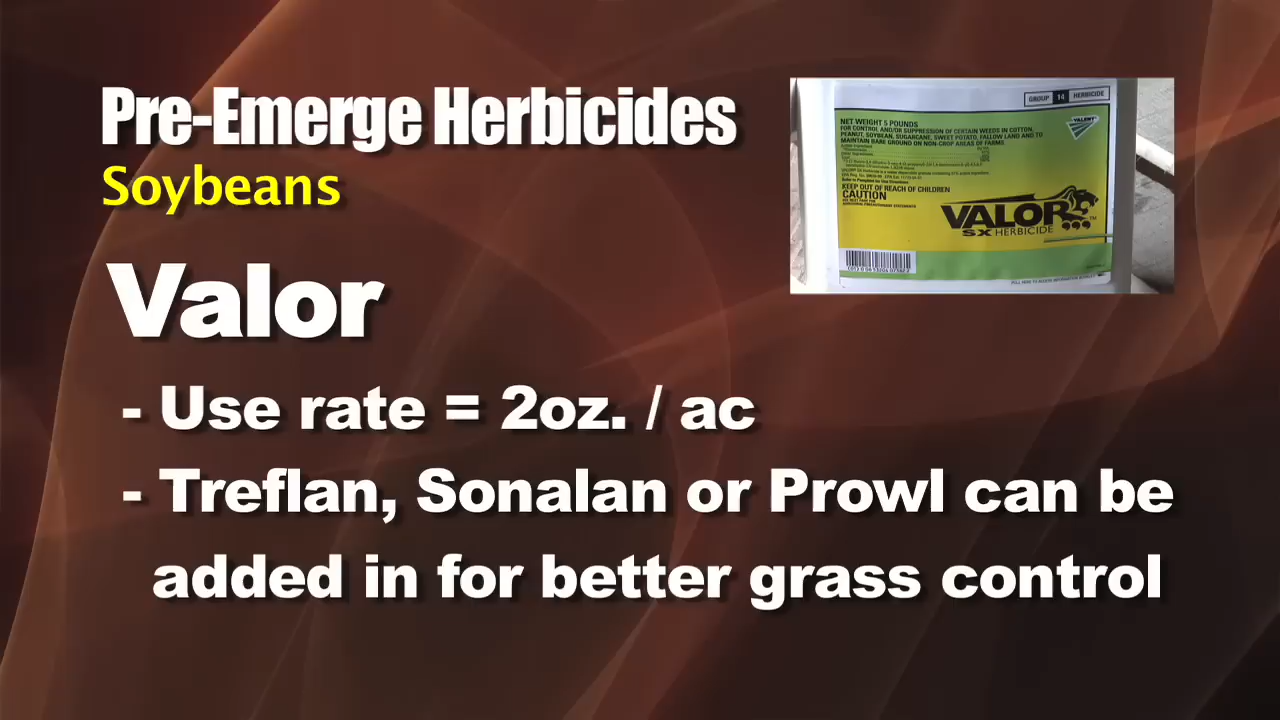 Pre-Emerge Herbicides
Soybeans
Valor
- Use rate = 2oz. / ac
- Treflan, Sonalan or Prowl can be
added in for better grass control
GROUP 14 HERBICIDE
VALENT
NET WEIGHT 5 POUNDS
FOR CONTROL AND/OR SUPPRESSION OF CERTAIN WEEDS IN COTTON,
PEANUT, SOYBEAN, SUGARCANE, SWEET POTATO, FALLOW LAND AND TO
MAINTAIN BARE GROUND ON NON-CROP AREAS OF FARMS
KEEP OUT OF REACH OF CHILDREN
CAUTION
VALOR™
SX HERBICIDE